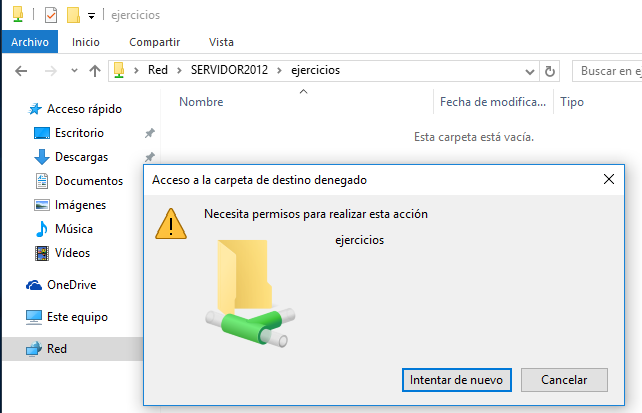 ejercicios
Archivo Inicio Compartir Vista
Red SERVIDOR2012 ejercicios
Buscar en ej
Nombre Fecha de modifica... Tipo
Esta carpeta está vacía.
Acceso rápido
Escritorio
Descargas
Documentos
Imágenes
Música
Vídeos
OneDrive
Este equipo
Red
Acceso a la carpeta de destino denegado
Necesita permisos para realizar esta acción
ejercicios
Intentar de nuevo Cancelar